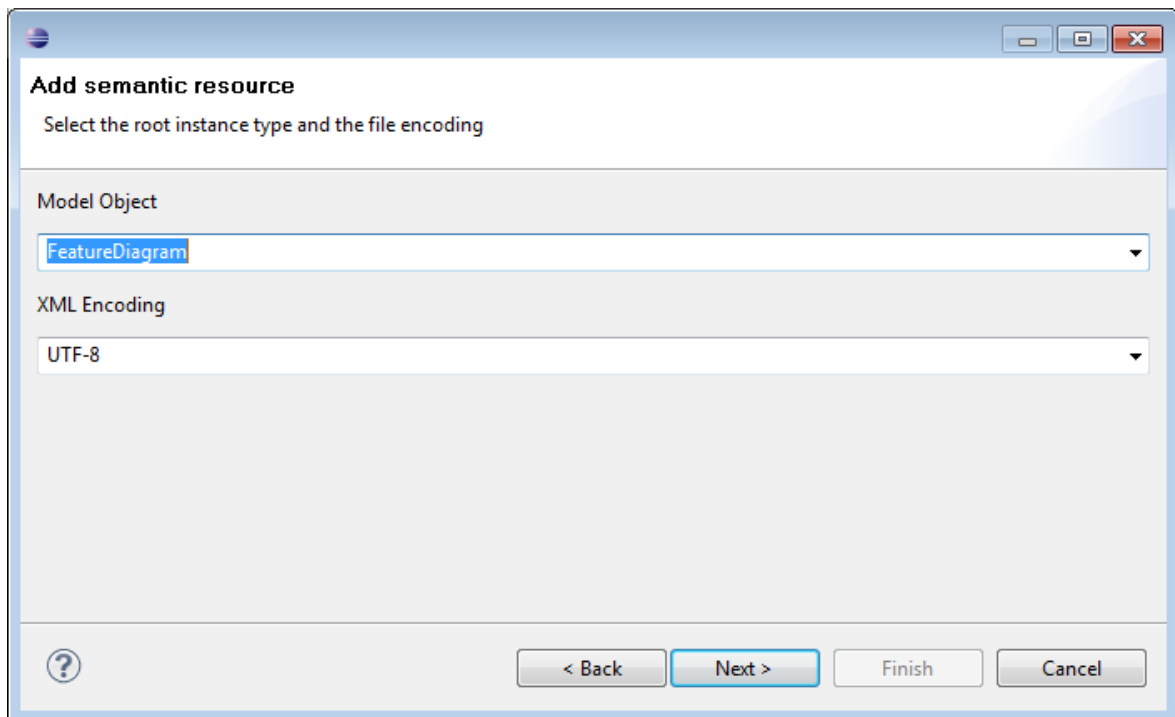 Add semantic resource
Select the root instance type and the file encoding
Model Object
FeatureDiagram
XML Encoding
UTF-8
?
< Back
Next >
Finish
Cancel